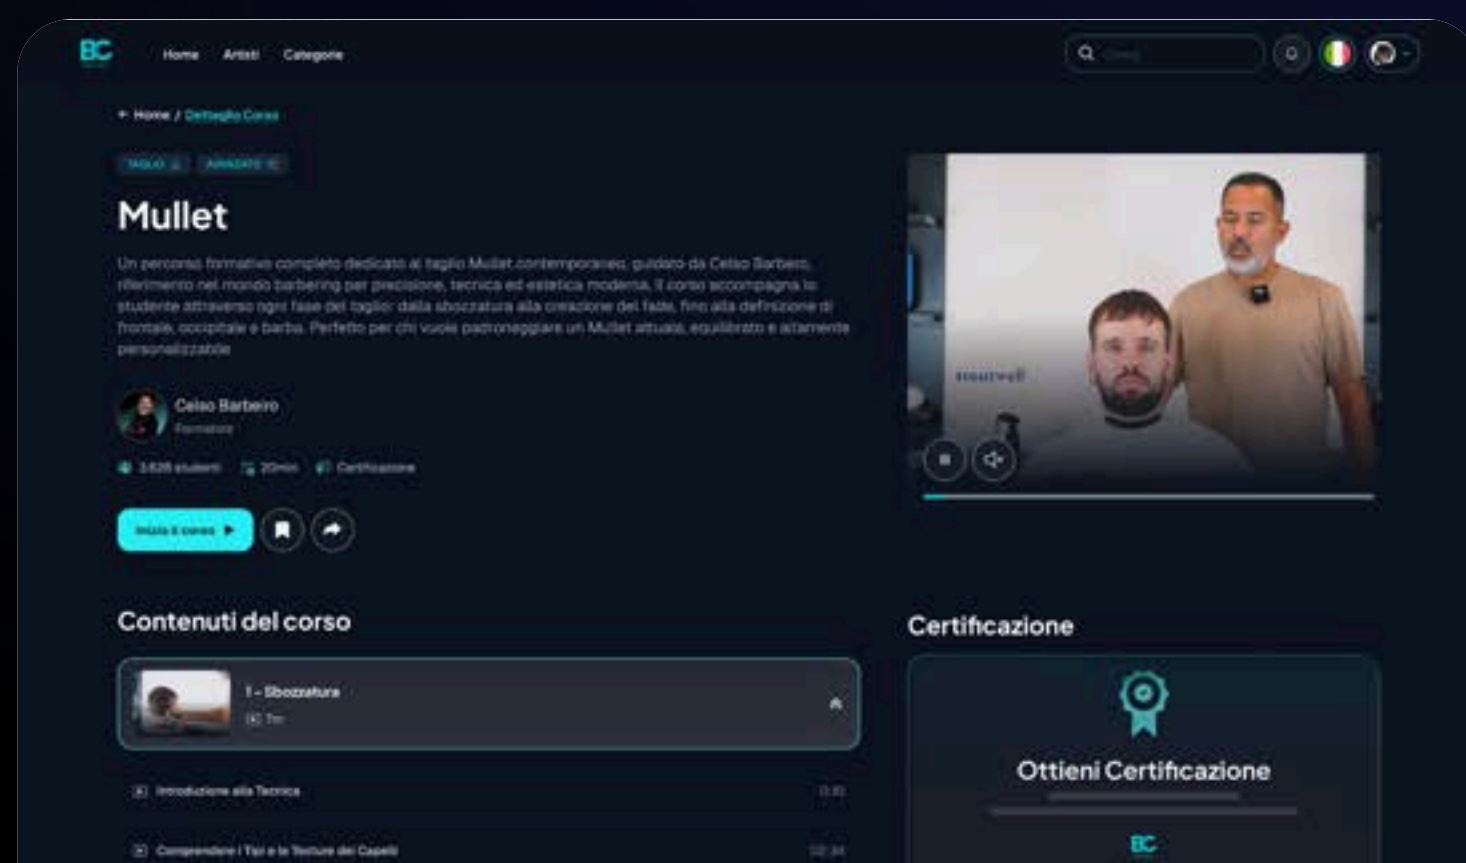 BC
Home Artisti Categorie
← Home / Dettaglio Corso
TAGLIO AVANZATO
Mullet
Un percorso formativo completo dedicato al taglio Mullet contemporaneo, guidato da Celso Barbeiro,
riferimento nel mondo barbering per precisione, tecnica ed estetica moderna. Il corso accompagna lo
studente attraverso ogni fase del taglio: dalla sbozzatura alla creazione del fade, fino alla definizione di
frontale, occipitale e barba. Perfetto per chi vuole padroneggiare un Mullet attuale, equilibrato e altamente
personalizzabile
Celso Barbeiro
Formatore
studenti 20min Certificazione
Inizia il corso
Contenuti del corso
1 - Sbozzatura
Introduzione alla Tecnica
Comprendere i Tipi e le Texture dei Capelli
Certificazione
Ottieni Certificazione
BC